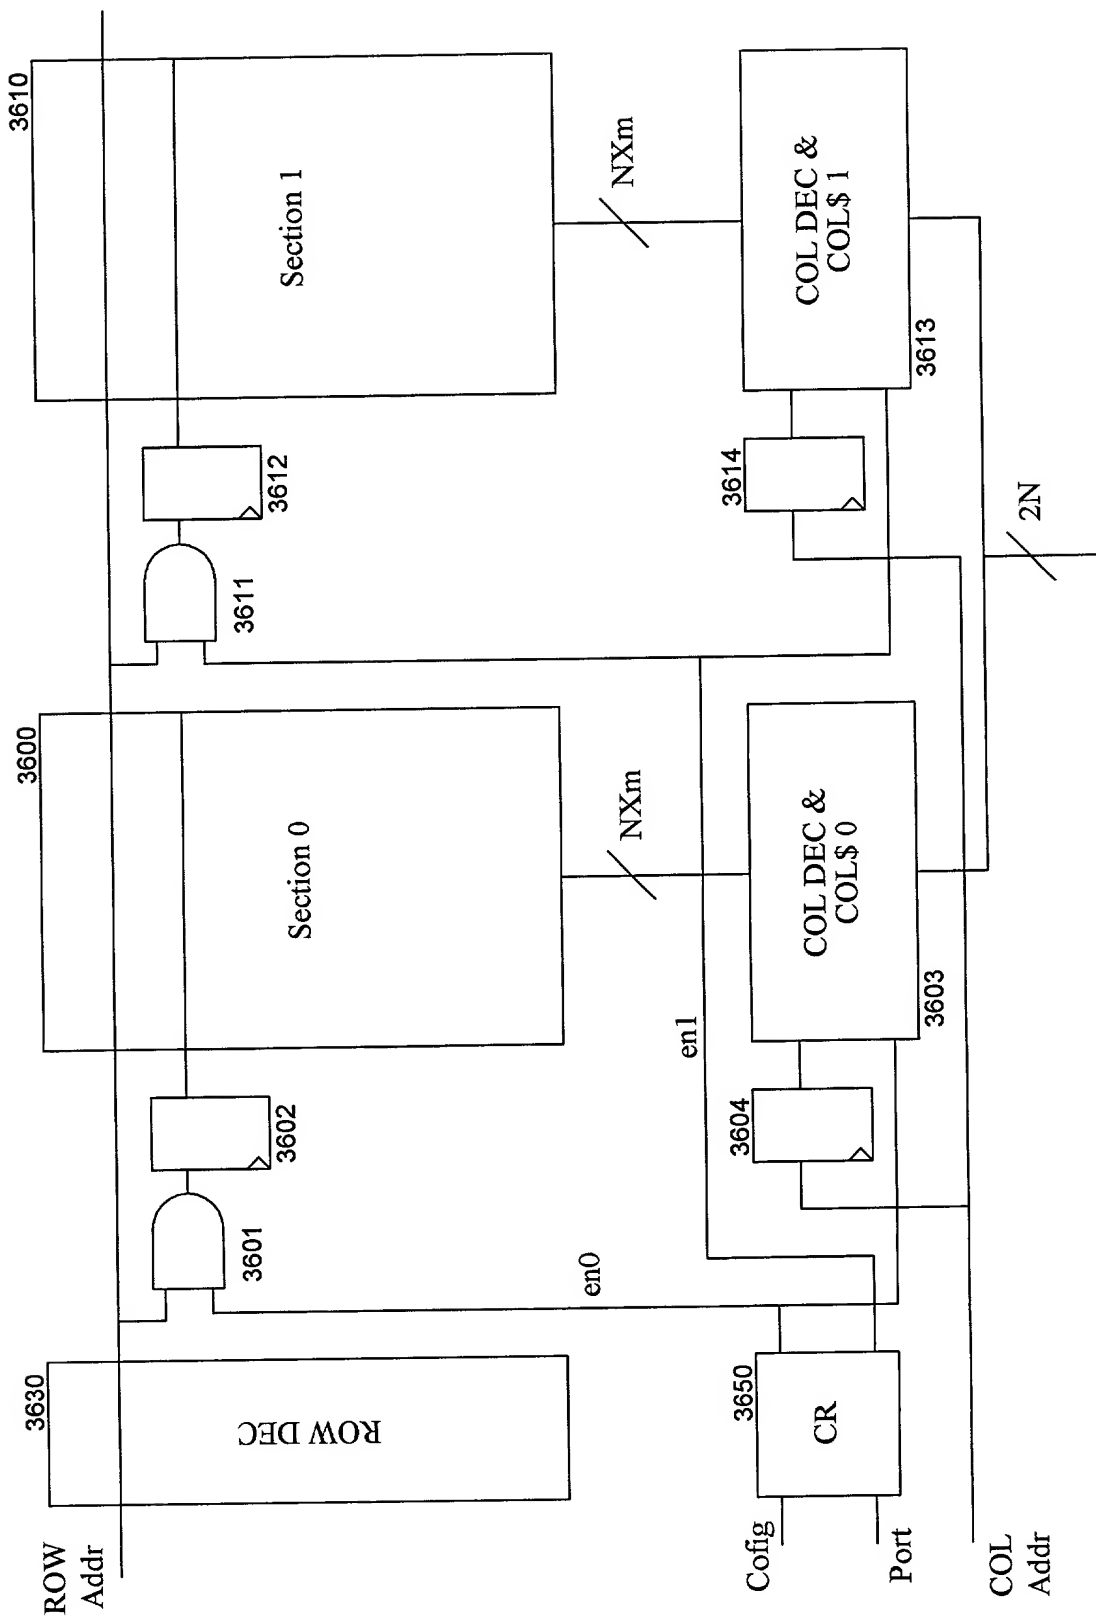 ROW
Addr
3630
ROW DEC
3601
3602
3600
Section 0
3611
3612
3610
Section 1
en0
en1
NXm
NXm
Cofig
Port
3650
CR
3604
COL DEC &
COL$ 0
3603
3614
COL DEC &
COL$ 1
3613
COL
Addr
2N